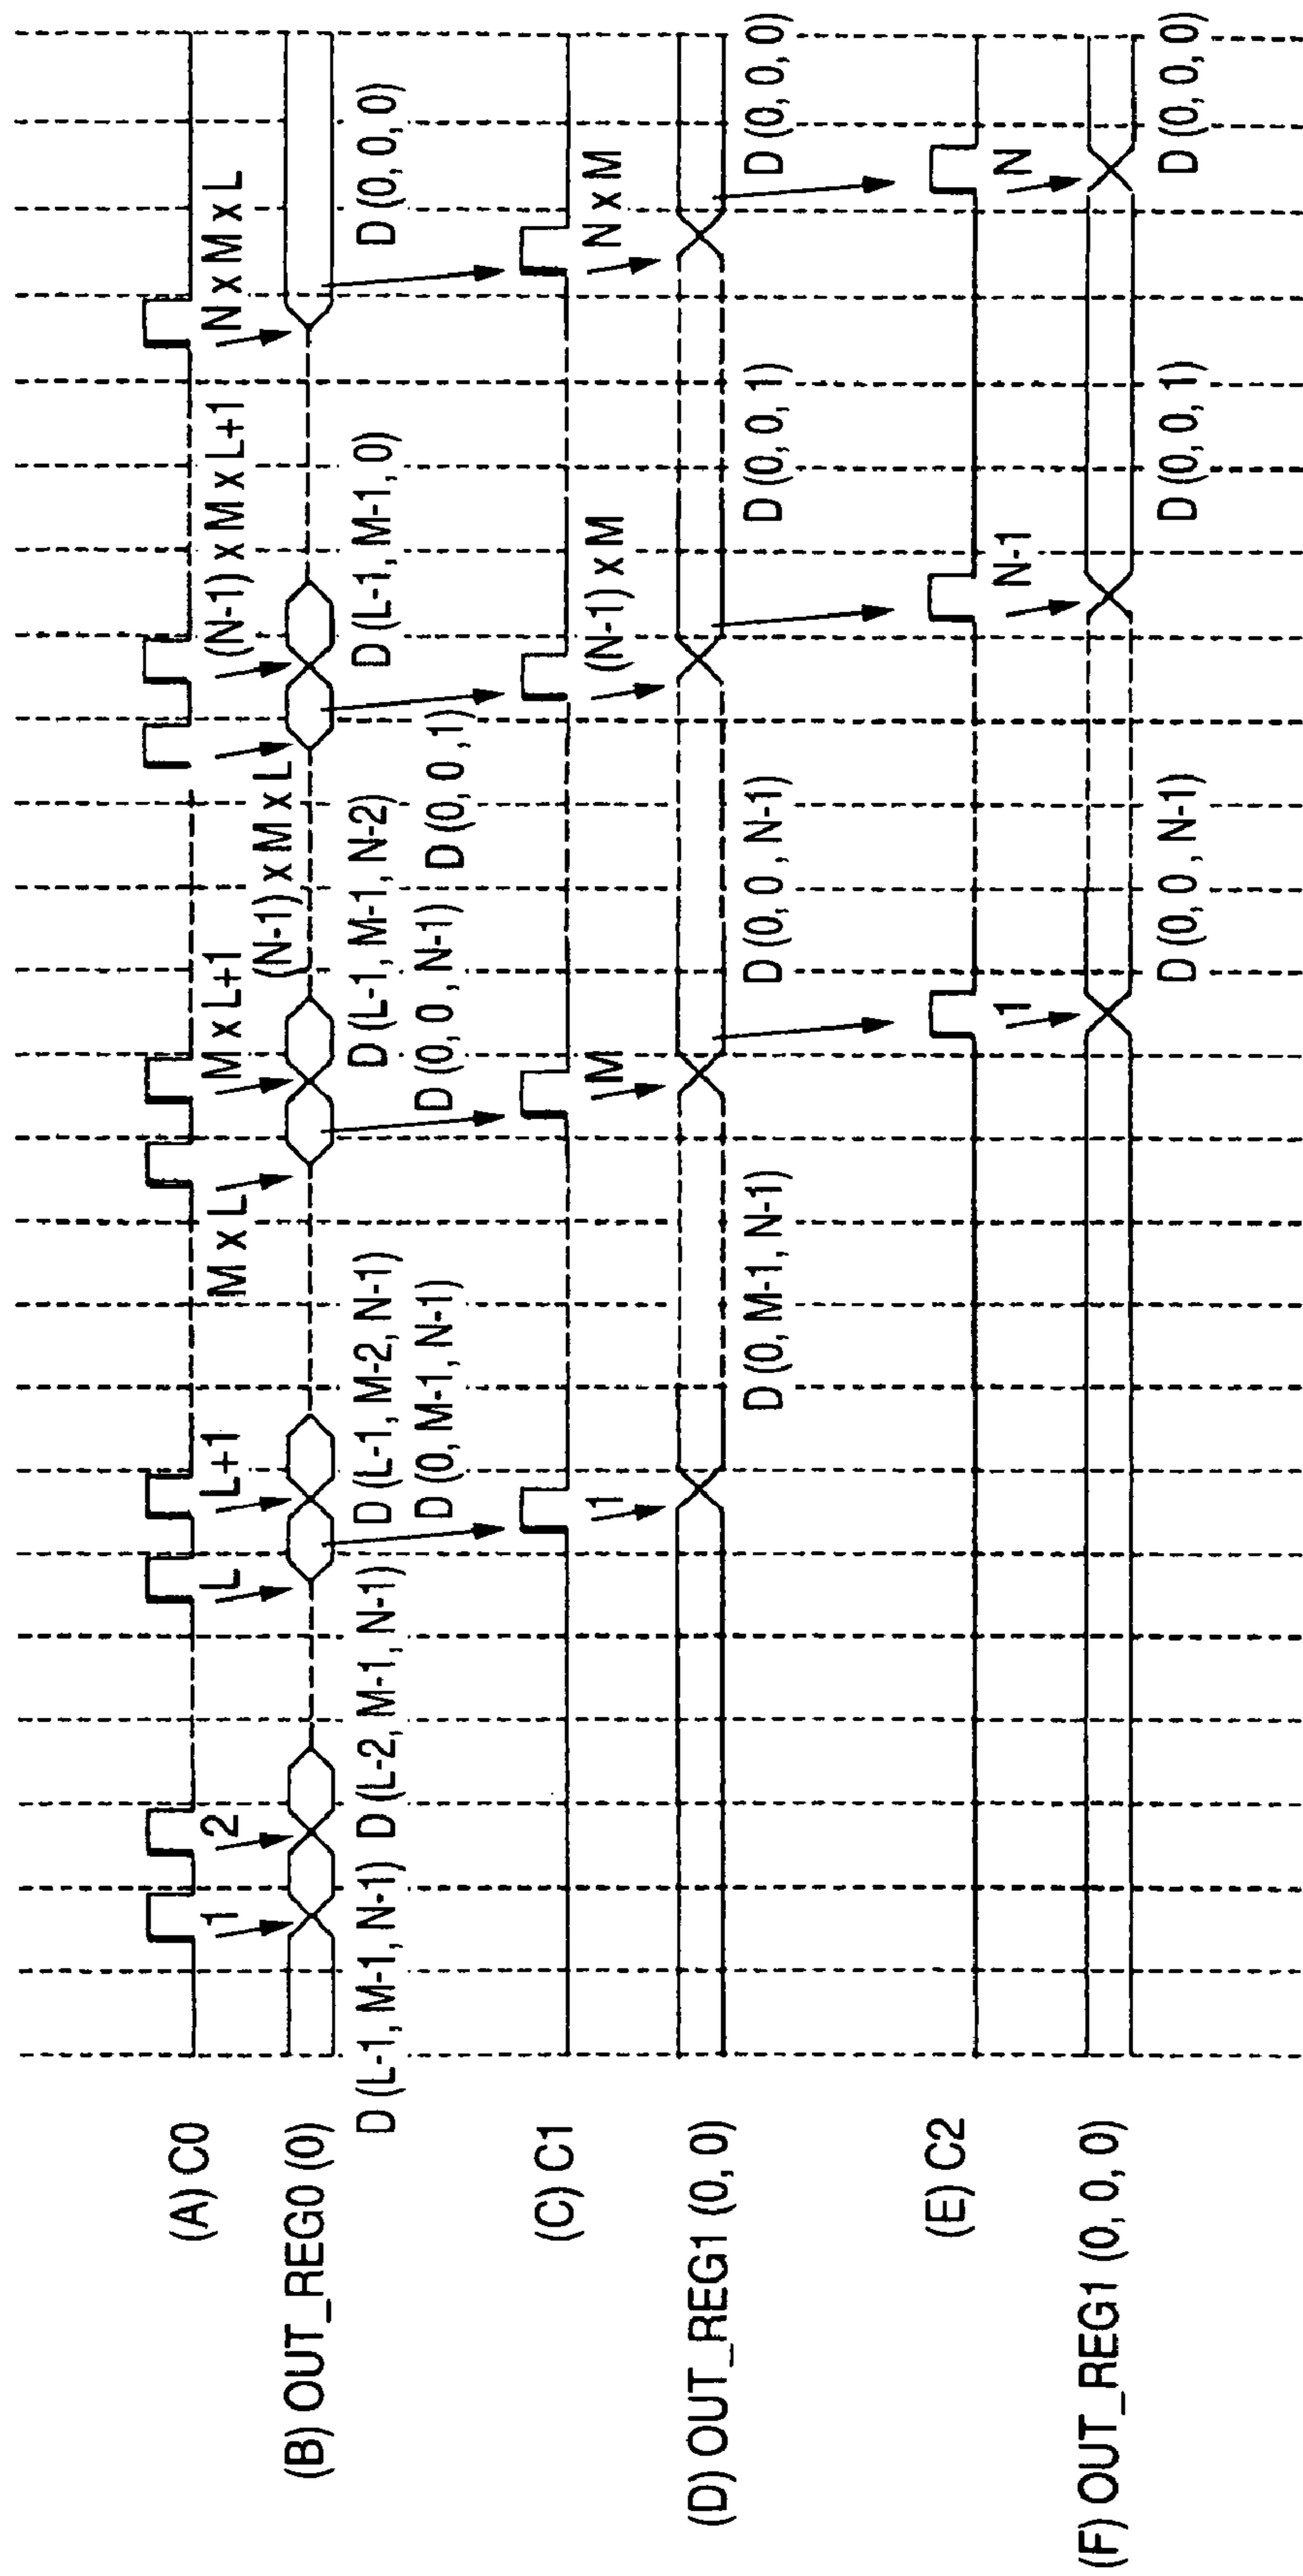 (A) C0
1
2
L
L+1
M x L
M x L+1
(N-1) x M x L
(N-1) x M x L+1
N x M x L
(B) OUT_REG0 (0)
D (L-1, M-1, N-1)
D (L-2, M-1, N-1)
D (L-1, M-2, N-1)
D (0, M-1, N-1)
D (L-1, M-1, N-2)
D (0, 0, N-1)
D (0, 0, 1)
D (L-1, M-1, 0)
D (0, 0, 0)
(C) C1
1
M
(N-1) x M
N x M
(D) OUT_REG1 (0, 0)
D (0, M-1, N-1)
D (0, 0, N-1)
D (0, 0, 1)
D (0, 0, 0)
(E) C2
1
N-1
N
(F) OUT_REG1 (0, 0, 0)
D (0, 0, N-1)
D (0, 0, 1)
D (0, 0, 0)